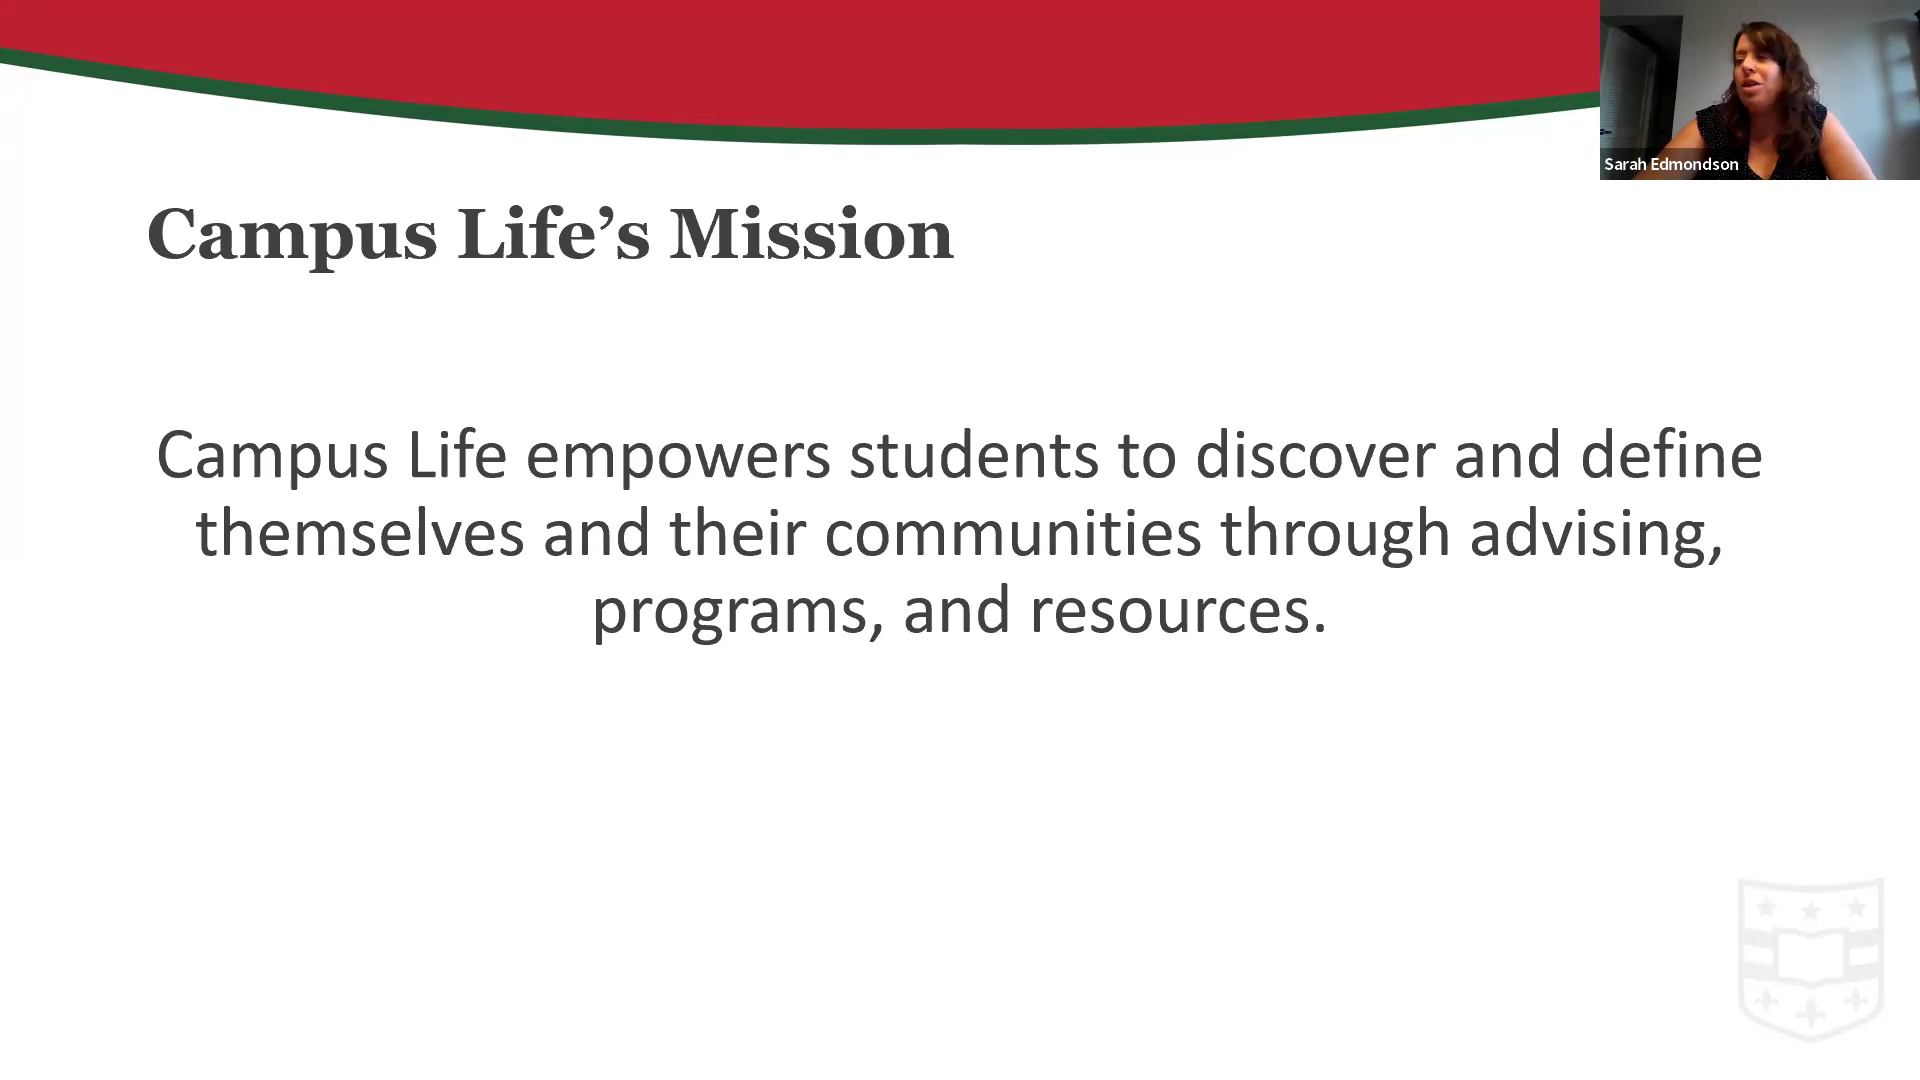 Sarah Edmondson
Campus Life’s Mission
Campus Life empowers students to discover and define
themselves and their communities through advising,
programs, and resources.